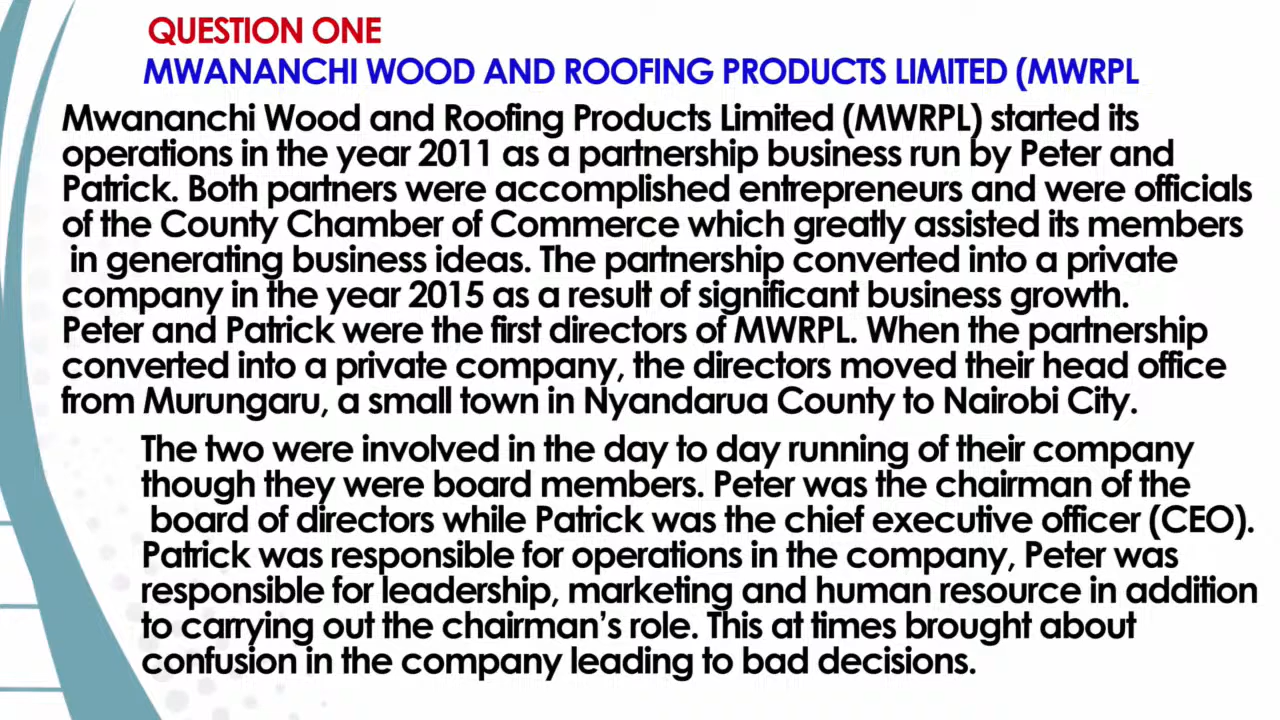 QUESTION ONE
MWANANCHI WOOD AND ROOFING PRODUCTS LIMITED (MWRPL
Mwananchi Wood and Roofing Products Limited (MWRPL) started its
operations in the year 2011 as a partnership business run by Peter and
Patrick. Both partners were accomplished entrepreneurs and were officials
of the County Chamber of Commerce which greatly assisted its members
in generating business ideas. The partnership converted into a private
company in the year 2015 as a result of significant business growth.
Peter and Patrick were the first directors of MWRPL. When the partnership
converted into a private company, the directors moved their head office
from Murungaru, a small town in Nyandarua County to Nairobi City.
The two were involved in the day to day running of their company
though they were board members. Peter was the chairman of the
board of directors while Patrick was the chief executive officer (CEO).
Patrick was responsible for operations in the company, Peter was
responsible for leadership, marketing and human resource in addition
to carrying out the chairman's role. This at times brought about
confusion in the company leading to bad decisions.